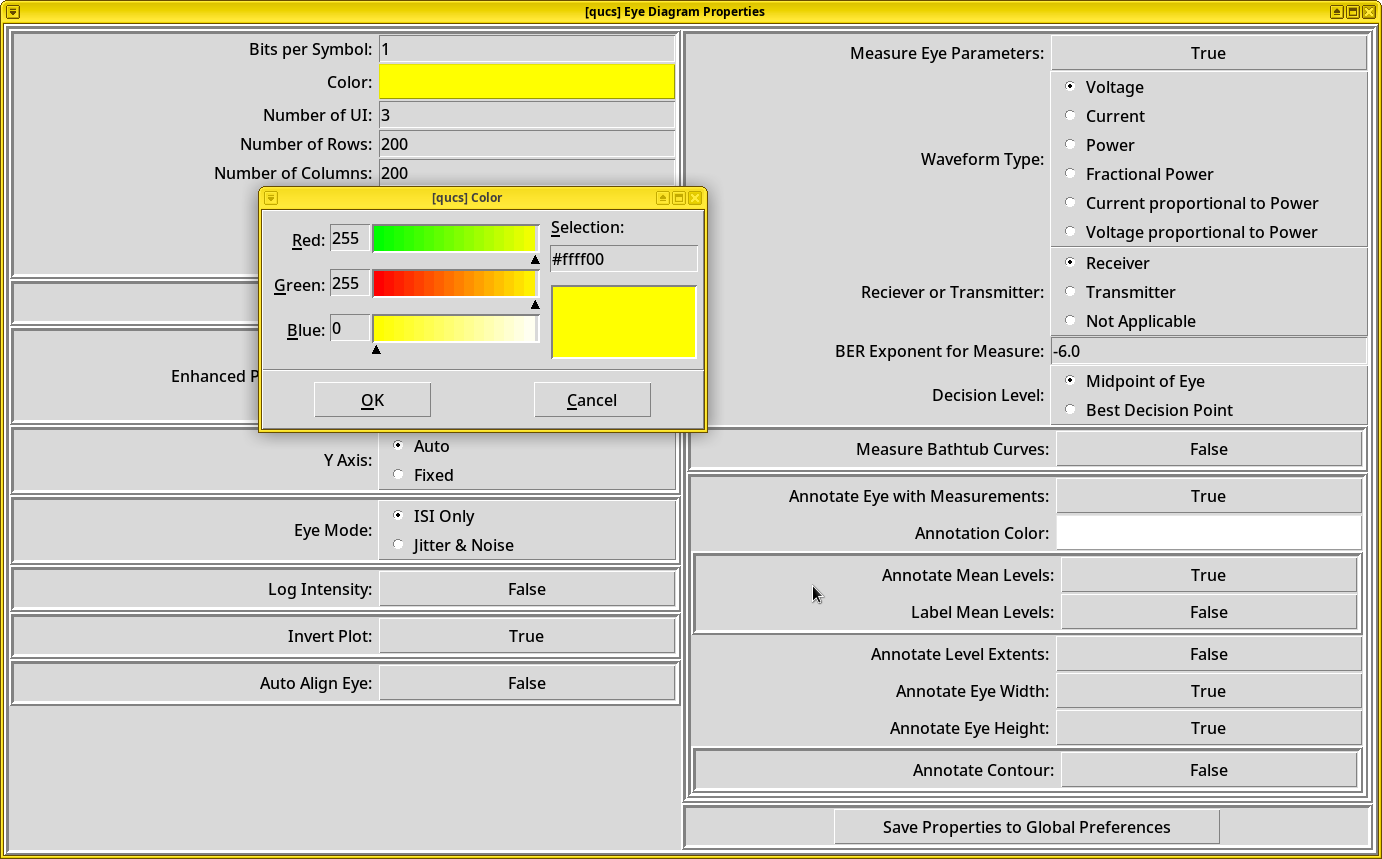 [qucs] Eye Diagram Properties
Bits per Symbol: 1
Color:
Number of UI: 3
Number of Rows: 200
Number of Columns: 200
[qucs] Color
Red: 255
Green: 255
Blue: 0
Selection:
#ffff00
OK
Cancel
Enhanced P
Y Axis:
Auto
Fixed
Eye Mode:
ISI Only
Jitter & Noise
Log Intensity: False
Invert Plot: True
Auto Align Eye: False
Measure Eye Parameters: True
Waveform Type:
Voltage
Current
Power
Fractional Power
Current proportional to Power
Voltage proportional to Power
Reciever or Transmitter:
Receiver
Transmitter
Not Applicable
BER Exponent for Measure: -6.0
Decision Level:
Midpoint of Eye
Best Decision Point
Measure Bathtub Curves: False
Annotate Eye with Measurements: True
Annotation Color:
Annotate Mean Levels: True
Label Mean Levels: False
Annotate Level Extents: False
Annotate Eye Width: True
Annotate Eye Height: True
Annotate Contour: False
Save Properties to Global Preferences